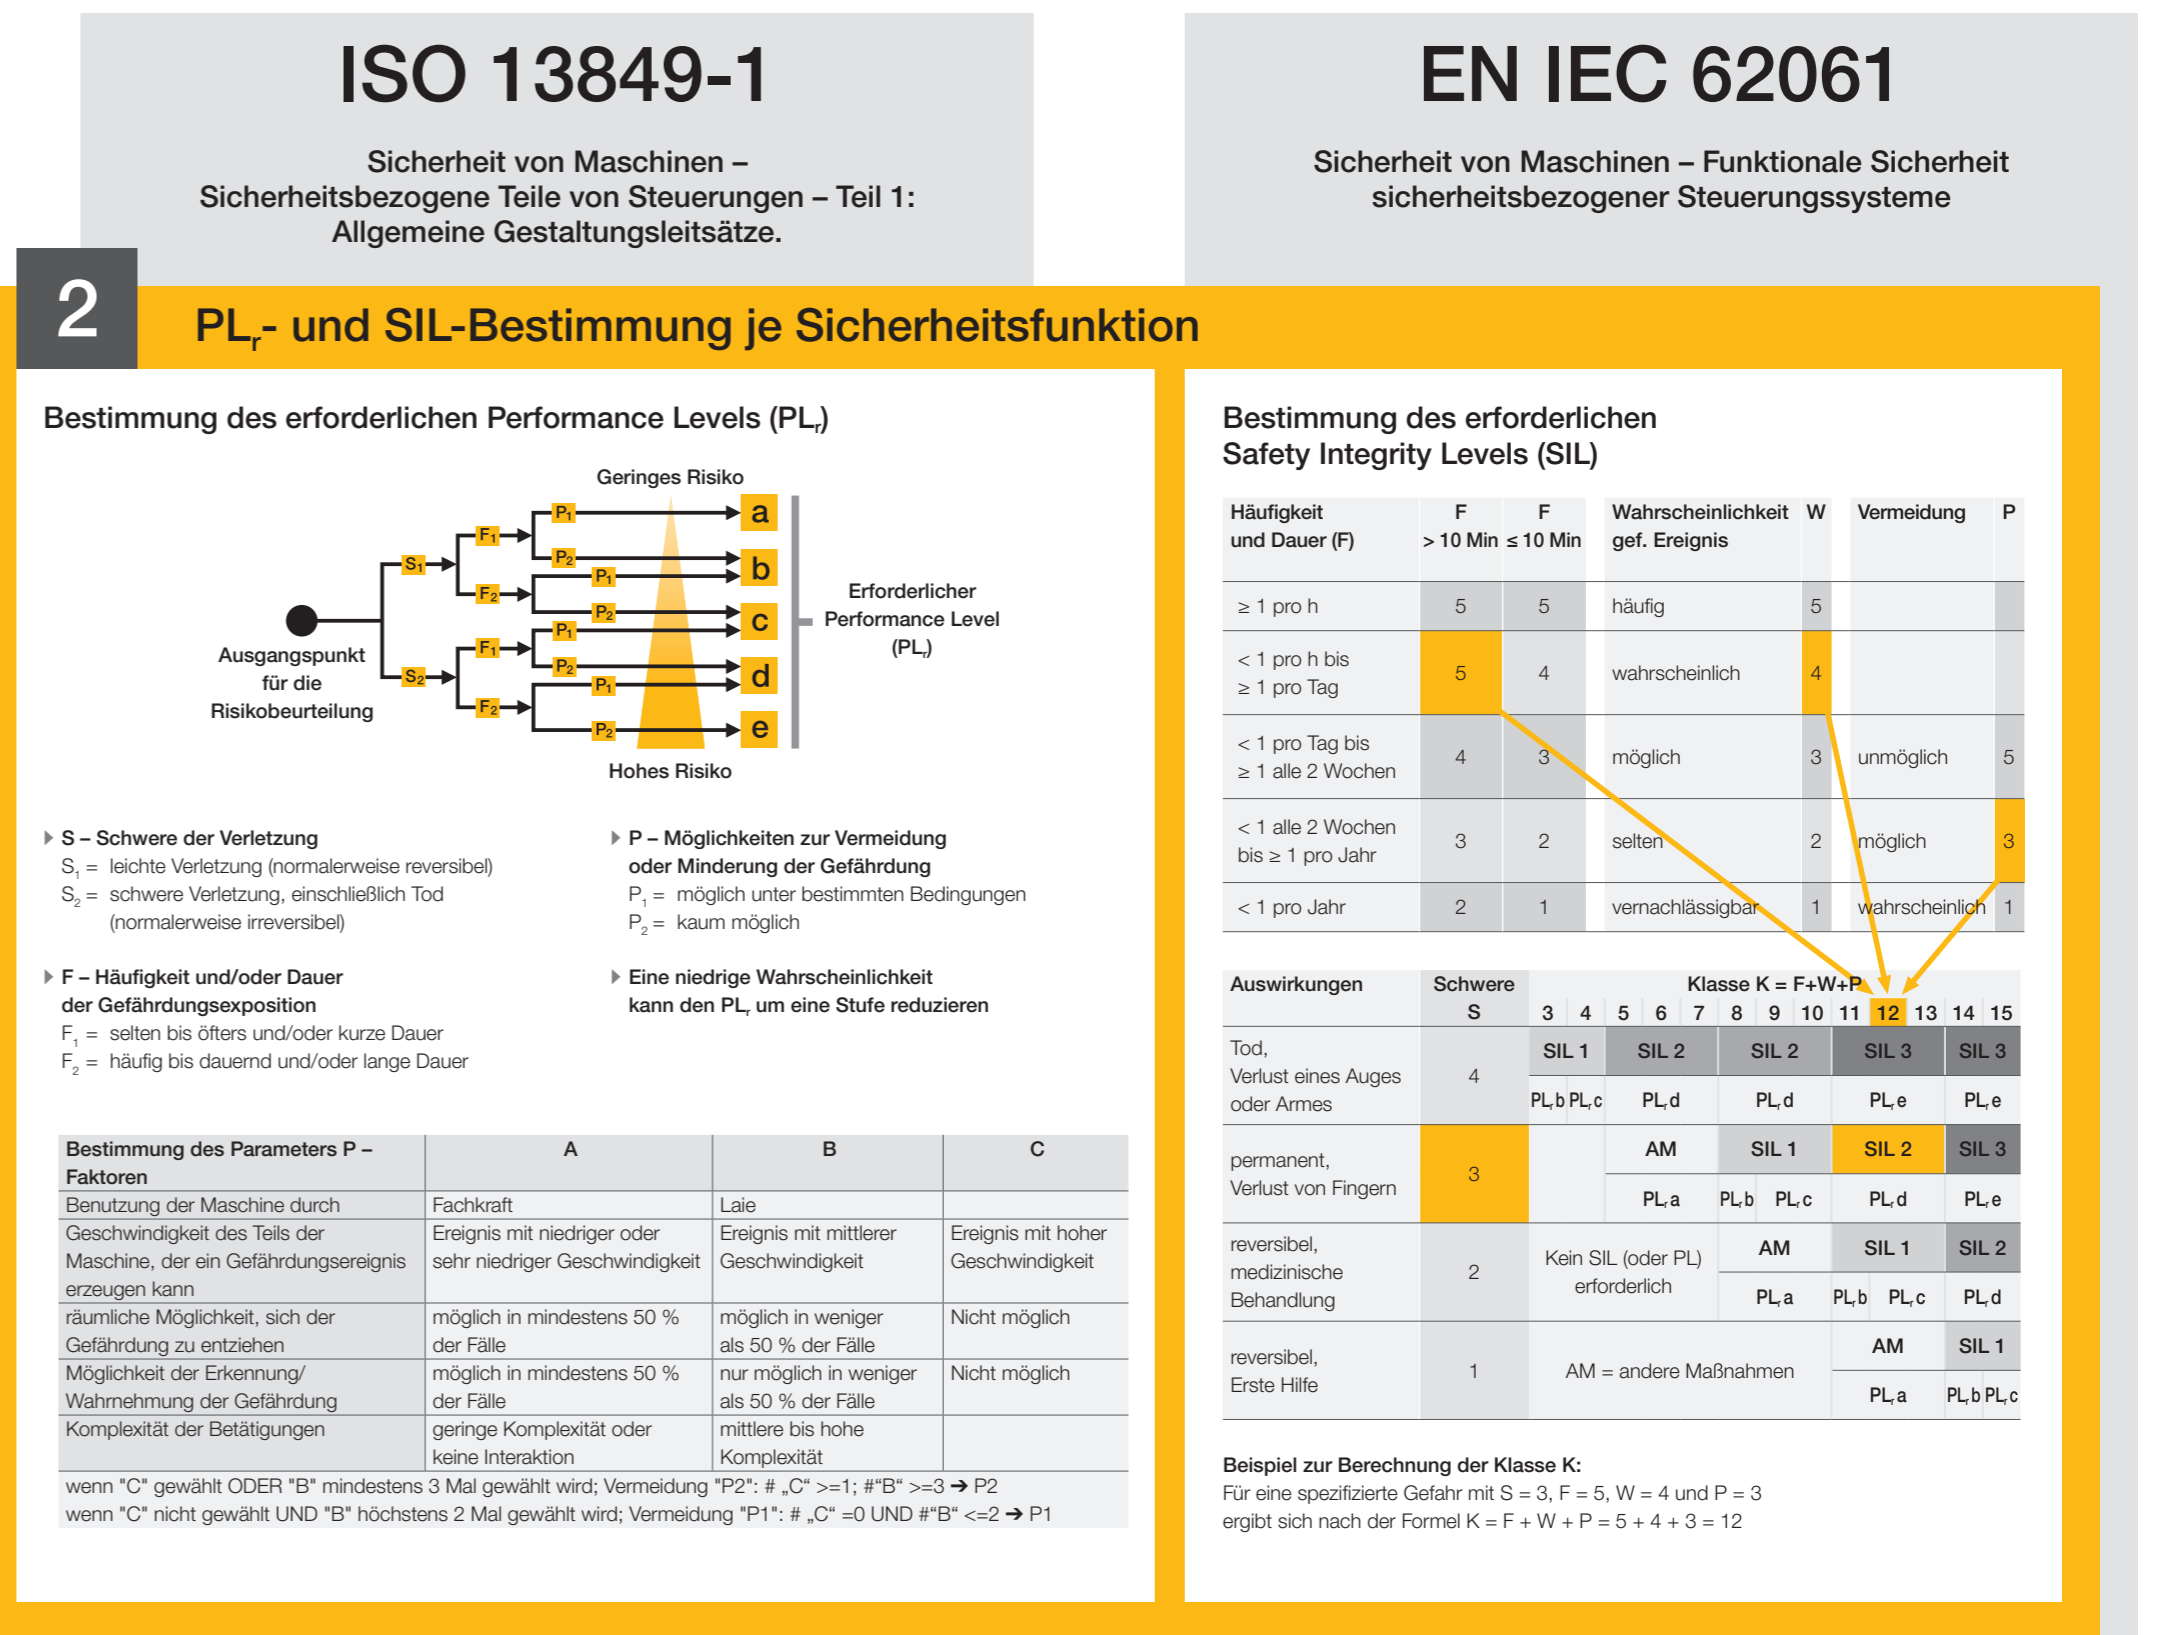 ISO 13849-1
Sicherheit von Maschinen –
Sicherheitsbezogene Teile von Steuerungen – Teil 1:
Allgemeine Gestaltungsleitsätze.
EN IEC 62061
Sicherheit von Maschinen – Funktionale Sicherheit
sicherheitsbezogener Steuerungssysteme
2
PLr- und SIL-Bestimmung je Sicherheitsfunktion
Bestimmung des erforderlichen Performance Levels (PLr)
Geringes Risiko
S1 F1 P1 a
P2 b
F2 P1
P2 c
S2 F1 P1
P2 d
F2 P1
P2 e
Ausgangspunkt
für die
Risikobeurteilung
Erforderlicher
Performance Level
(PLr)
Hohes Risiko
S – Schwere der Verletzung
S1 = leichte Verletzung (normalerweise reversibel)
S2 = schwere Verletzung, einschließlich Tod
(normalerweise irreversibel)
F – Häufigkeit und/oder Dauer
der Gefährdungsexposition
F1 = selten bis öfters und/oder kurze Dauer
F2 = häufig bis dauernd und/oder lange Dauer
P – Möglichkeiten zur Vermeidung
oder Minderung der Gefährdung
P1 = möglich unter bestimmten Bedingungen
P2 = kaum möglich
Eine niedrige Wahrscheinlichkeit
kann den PLr um eine Stufe reduzieren
Bestimmung des Parameters P – A B C
Faktoren
Benutzung der Maschine durch Fachkraft Laie
Geschwindigkeit des Teils der Ereignis mit niedriger oder Ereignis mit mittlerer Ereignis mit hoher
Maschine, der ein Gefährdungsereignis sehr niedriger Geschwindigkeit Geschwindigkeit Geschwindigkeit
erzeugen kann
räumliche Möglichkeit, sich der möglich in mindestens 50 % möglich in weniger Nicht möglich
Gefährdung zu entziehen der Fälle als 50 % der Fälle
Möglichkeit der Erkennung/ möglich in mindestens 50 % nur möglich in weniger Nicht möglich
Wahrnehmung der Gefährdung der Fälle als 50 % der Fälle
Komplexität der Betätigungen geringe Komplexität oder mittlere bis hohe
keine Interaktion Komplexität
wenn "C" gewählt ODER "B" mindestens 3 Mal gewählt wird; Vermeidung "P2": # „C“ >=1; #“B“ >=3 ➔ P2
wenn "C" nicht gewählt UND "B" höchstens 2 Mal gewählt wird; Vermeidung "P1": # „C“ =0 UND #“B“ <=2 ➔ P1
Bestimmung des erforderlichen
Safety Integrity Levels (SIL)
Häufigkeit F F Wahrscheinlichkeit W Vermeidung P
und Dauer (F) > 10 Min ≤ 10 Min gef. Ereignis
≥ 1 pro h 5 5 häufig 5
< 1 pro h bis
≥ 1 pro Tag 5 4 wahrscheinlich 4
< 1 pro Tag bis
≥ 1 alle 2 Wochen 4 3 möglich 3 unmöglich 5
< 1 alle 2 Wochen
bis ≥ 1 pro Jahr 3 2 selten 2 möglich 3
< 1 pro Jahr 2 1 vernachlässigbar 1 wahrscheinlich 1
Auswirkungen Schwere Klasse K = F+W+P
S 3 4 5 6 7 8 9 10 11 12 13 14 15
Tod, SIL 1 SIL 2 SIL 2 SIL 3 SIL 3
Verlust eines Auges 4
oder Armes PLr b PLr c PLr d PLr d PLr e PLr e
AM SIL 1 SIL 2 SIL 3
permanent,
Verlust von Fingern 3
PLr a PLr b PLr c PLr d PLr e
reversibel, AM SIL 1 SIL 2
medizinische 2 Kein SIL (oder PL)
Behandlung erforderlich
PLr a PLr b PLr c PLr d
AM SIL 1
reversibel,
Erste Hilfe 1 AM = andere Maßnahmen
PLr a PLr b PLr c
Beispiel zur Berechnung der Klasse K:
Für eine spezifizierte Gefahr mit S = 3, F = 5, W = 4 und P = 3
ergibt sich nach der Formel K = F + W + P = 5 + 4 + 3 = 12